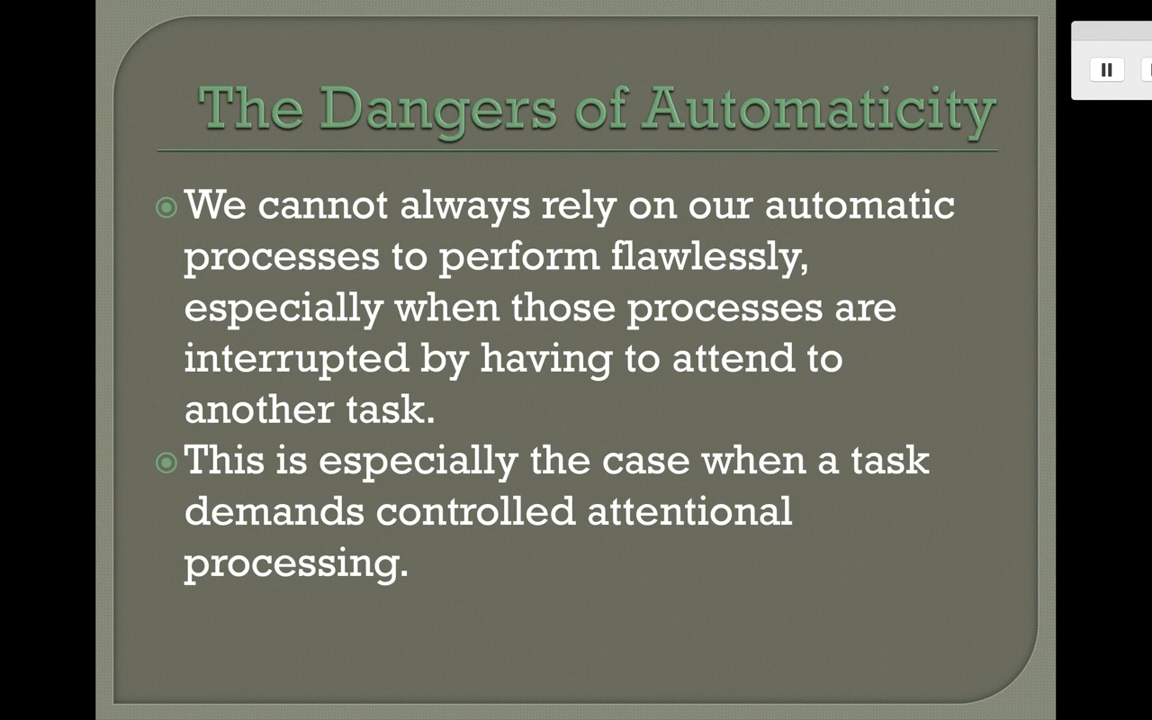 The Dangers of Automaticity
We cannot always rely on our automatic
processes to perform flawlessly,
especially when those processes are
interrupted by having to attend to
another task.
This is especially the case when a task
demands controlled attentional
processing.